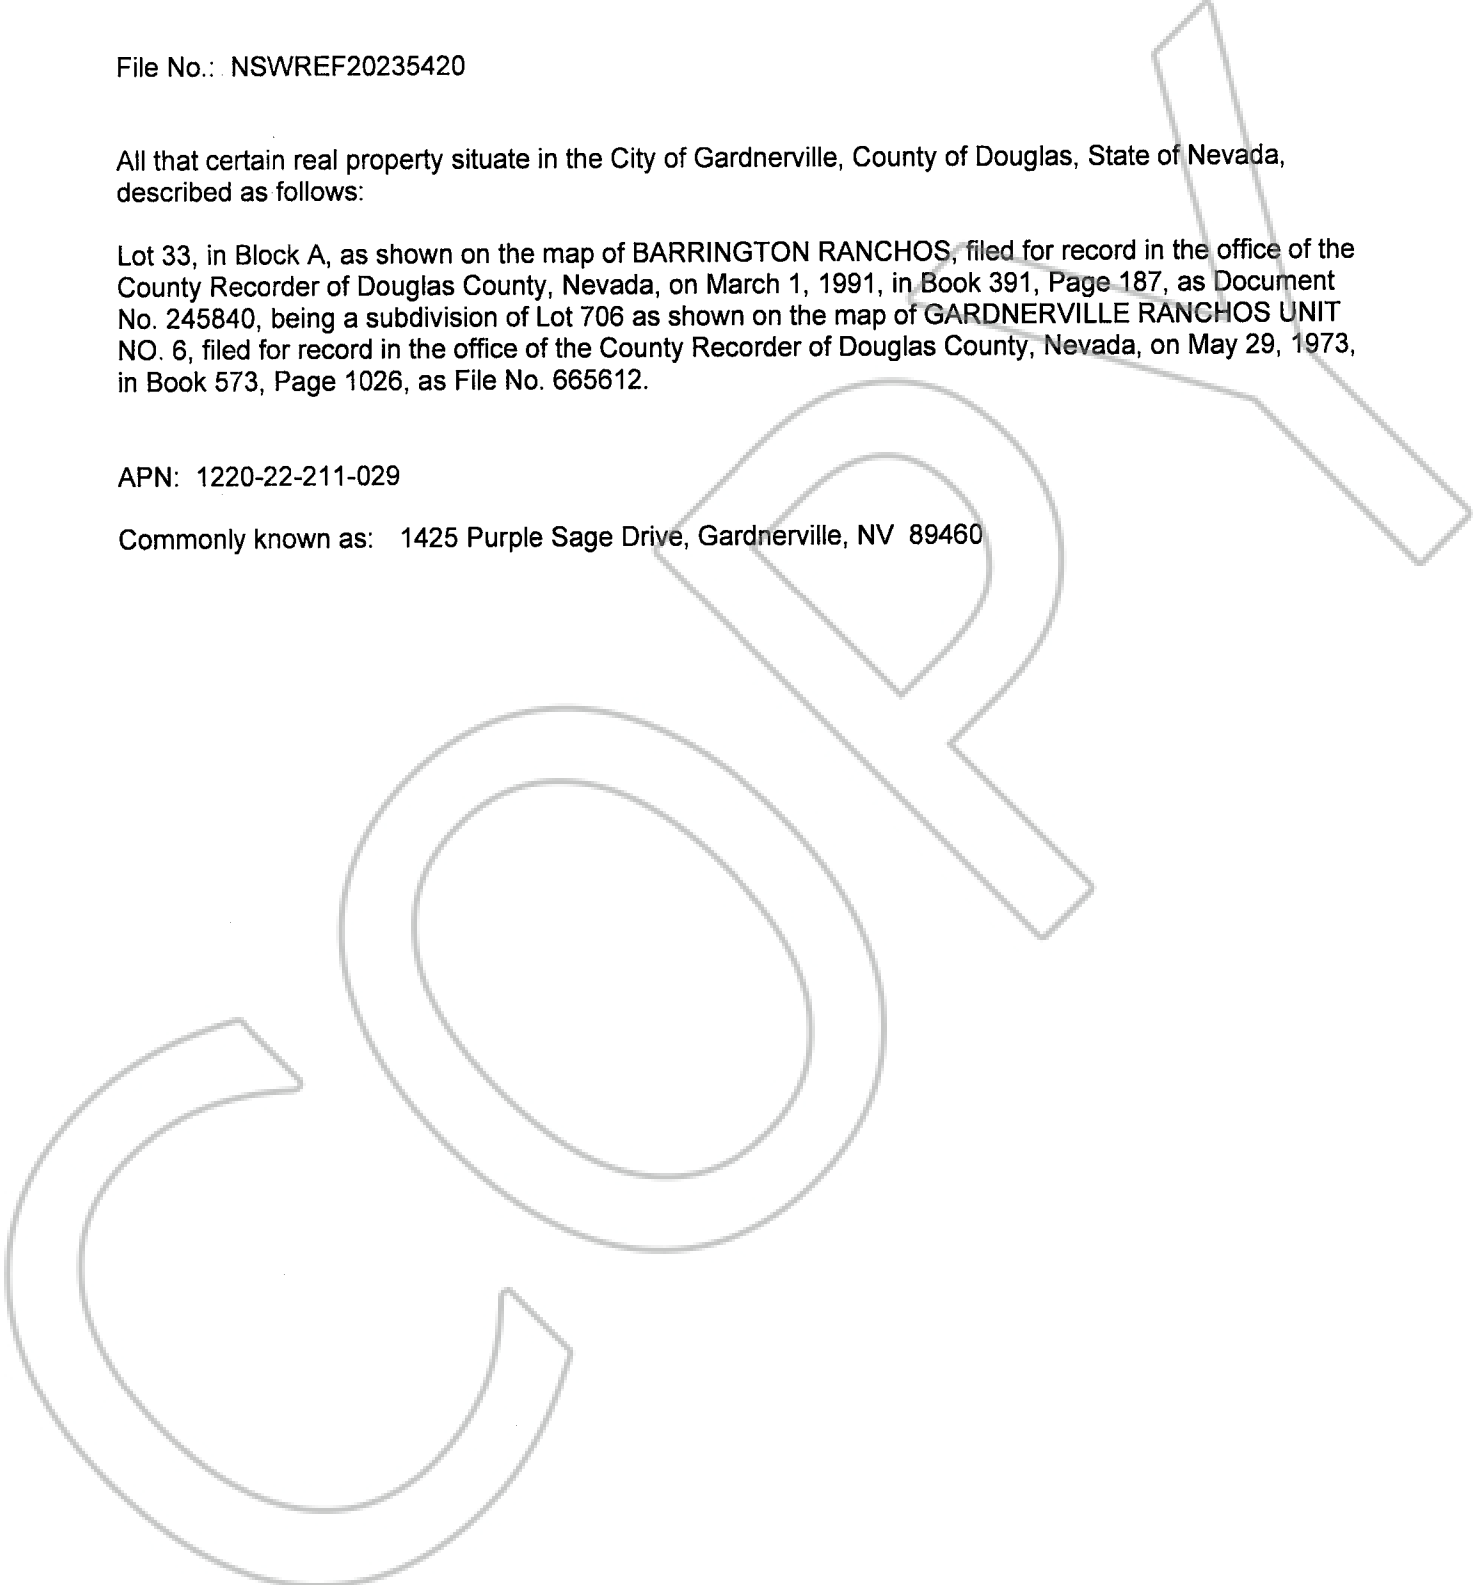 File No.: NSWREF20235420
All that certain real property situate in the City of Gardnerville, County of Douglas, State of Nevada,
described as follows:
Lot 33, in Block A, as shown on the map of BARRINGTON RANCHOS, filed for record in the office of the
County Recorder of Douglas County, Nevada, on March 1, 1991, in Book 391, Page 187, as Document
No. 245840, being a subdivision of Lot 706 as shown on the map of GARDNERVILLE RANCHOS UNIT
NO. 6, filed for record in the office of the County Recorder of Douglas County, Nevada, on May 29, 1973,
in Book 573, Page 1026, as File No. 665612.
APN: 1220-22-211-029
Commonly known as: 1425 Purple Sage Drive, Gardnerville, NV 89460
COPY